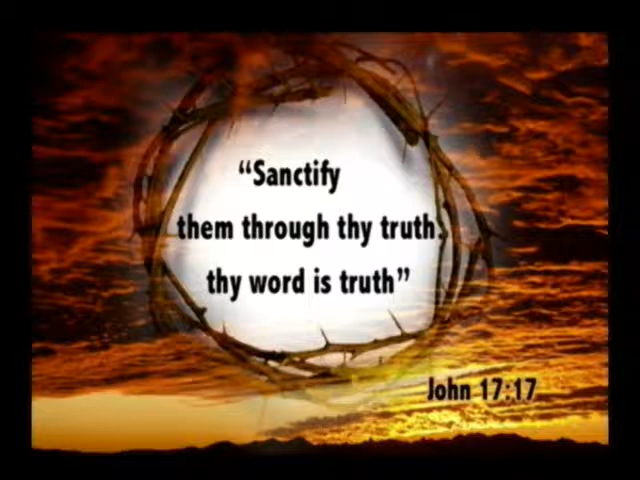 “Sanctify
them through thy truth:
thy word is truth”
John 17:17